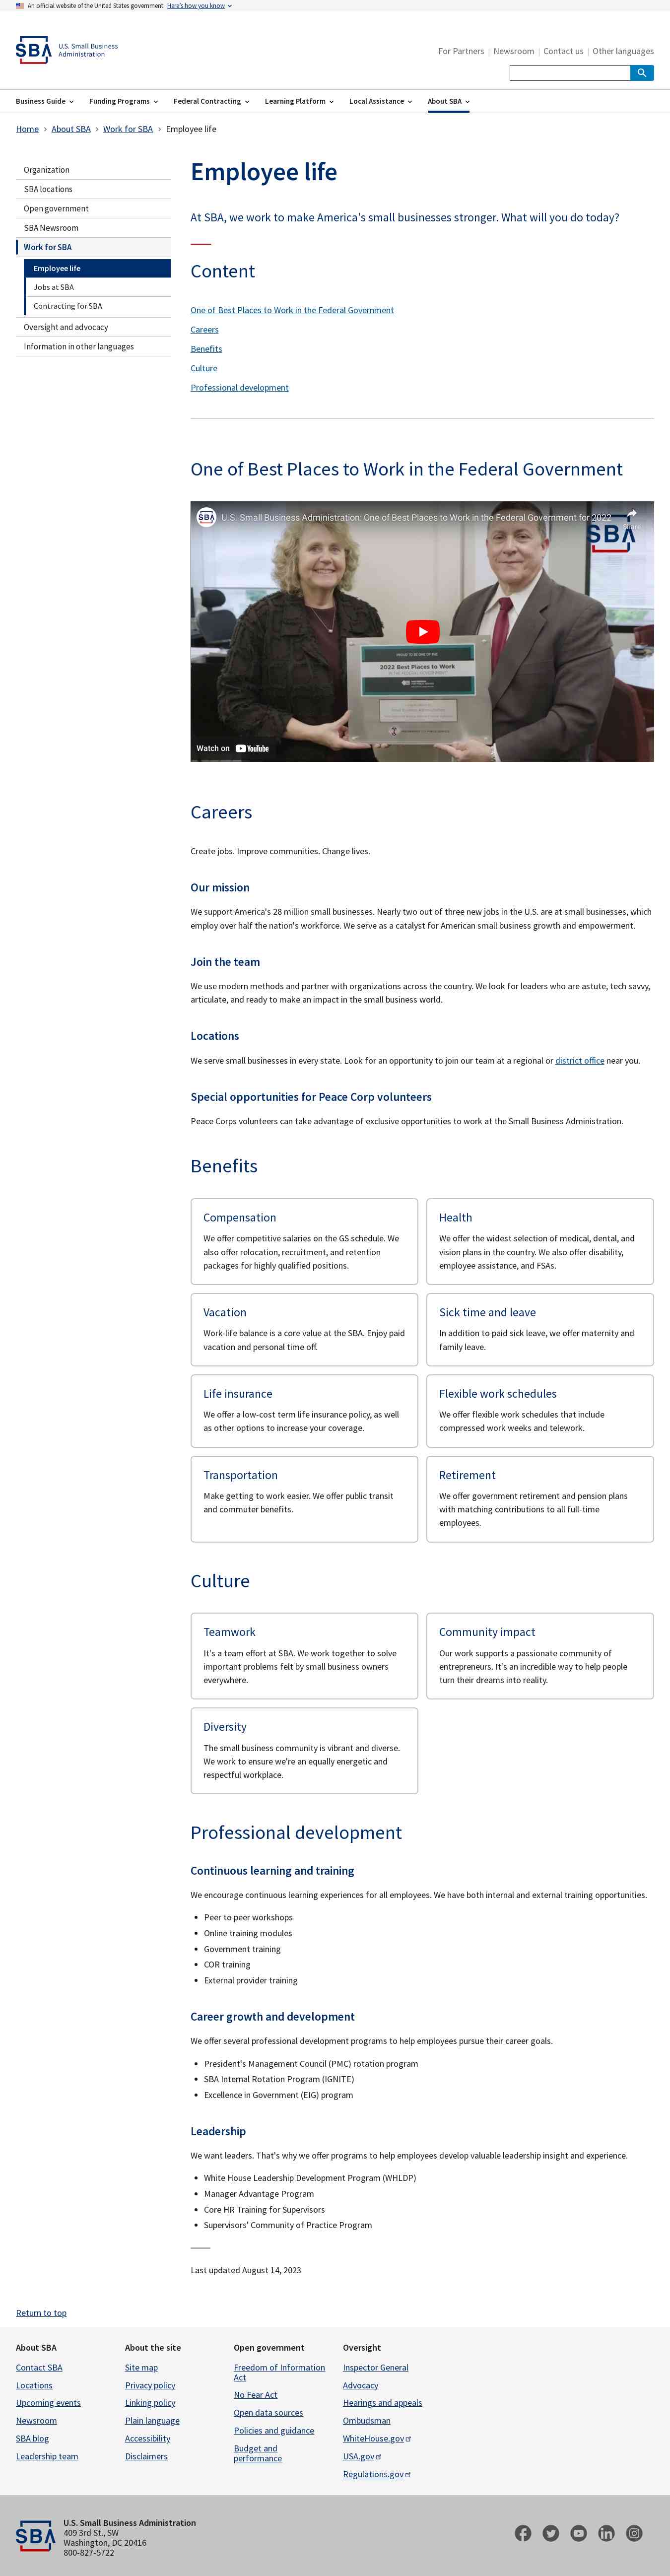 An official website of the United States government Here's how you know
SBA U.S. Small Business Administration
For Partners | Newsroom | Contact us | Other languages
Business Guide Funding Programs Federal Contracting Learning Platform Local Assistance About SBA
Home > About SBA > Work for SBA > Employee life
Organization
SBA locations
Open government
SBA Newsroom
Work for SBA
Employee life
Jobs at SBA
Contracting for SBA
Oversight and advocacy
Information in other languages
Employee life
At SBA, we work to make America's small businesses stronger. What will you do today?
Content
One of Best Places to Work in the Federal Government
Careers
Benefits
Culture
Professional development
One of Best Places to Work in the Federal Government
SBA U.S. Small Business Administration: One of Best Places to Work in the Federal Government for 2022
Share
SBA
2022 Best Places to Work
Watch on YouTube
Careers
Create jobs. Improve communities. Change lives.
Our mission
We support America's 28 million small businesses. Nearly two out of three new jobs in the U.S. are at small businesses, which
employ over half the nation's workforce. We serve as a catalyst for American small business growth and empowerment.
Join the team
We use modern methods and partner with organizations across the country. We look for leaders who are astute, tech savvy,
articulate, and ready to make an impact in the small business world.
Locations
We serve small businesses in every state. Look for an opportunity to join our team at a regional or district office near you.
Special opportunities for Peace Corp volunteers
Peace Corps volunteers can take advantage of exclusive opportunities to work at the Small Business Administration.
Benefits
Compensation
We offer competitive salaries on the GS schedule. We
also offer relocation, recruitment, and retention
packages for highly qualified positions.
Health
We offer the widest selection of medical, dental, and
vision plans in the country. We also offer disability,
employee assistance, and FSAs.
Vacation
Work-life balance is a core value at the SBA. Enjoy paid
vacation and personal time off.
Sick time and leave
In addition to paid sick leave, we offer maternity and
family leave.
Life insurance
We offer a low-cost term life insurance policy, as well
as other options to increase your coverage.
Flexible work schedules
We offer flexible work schedules that include
compressed work weeks and telework.
Transportation
Make getting to work easier. We offer public transit
and commuter benefits.
Retirement
We offer government retirement and pension plans
with matching contributions to all full-time
employees.
Culture
Teamwork
It's a team effort at SBA. We work together to solve
important problems felt by small business owners
everywhere.
Community impact
Our work supports a passionate community of
entrepreneurs. It's an incredible way to help people
turn their dreams into reality.
Diversity
The small business community is vibrant and diverse.
We work to ensure we're an equally energetic and
respectful workplace.
Professional development
Continuous learning and training
We encourage continuous learning experiences for all employees. We have both internal and external training opportunities.
• Peer to peer workshops
• Online training modules
• Government training
• COR training
• External provider training
Career growth and development
We offer several professional development programs to help employees pursue their career goals.
• President's Management Council (PMC) rotation program
• SBA Internal Rotation Program (IGNITE)
• Excellence in Government (EIG) program
Leadership
We want leaders. That's why we offer programs to help employees develop valuable leadership insight and experience.
• White House Leadership Development Program (WHLDP)
• Manager Advantage Program
• Core HR Training for Supervisors
• Supervisors' Community of Practice Program
Last updated August 14, 2023
Return to top
About SBA
Contact SBA
Locations
Upcoming events
Newsroom
SBA blog
Leadership team
About the site
Site map
Privacy policy
Linking policy
Plain language
Accessibility
Disclaimers
Open government
Freedom of Information
Act
No Fear Act
Open data sources
Policies and guidance
Budget and
performance
Oversight
Inspector General
Advocacy
Hearings and appeals
Ombudsman
WhiteHouse.gov
USA.gov
Regulations.gov
SBA
U.S. Small Business Administration
409 3rd St., SW
Washington, DC 20416
800-827-5722